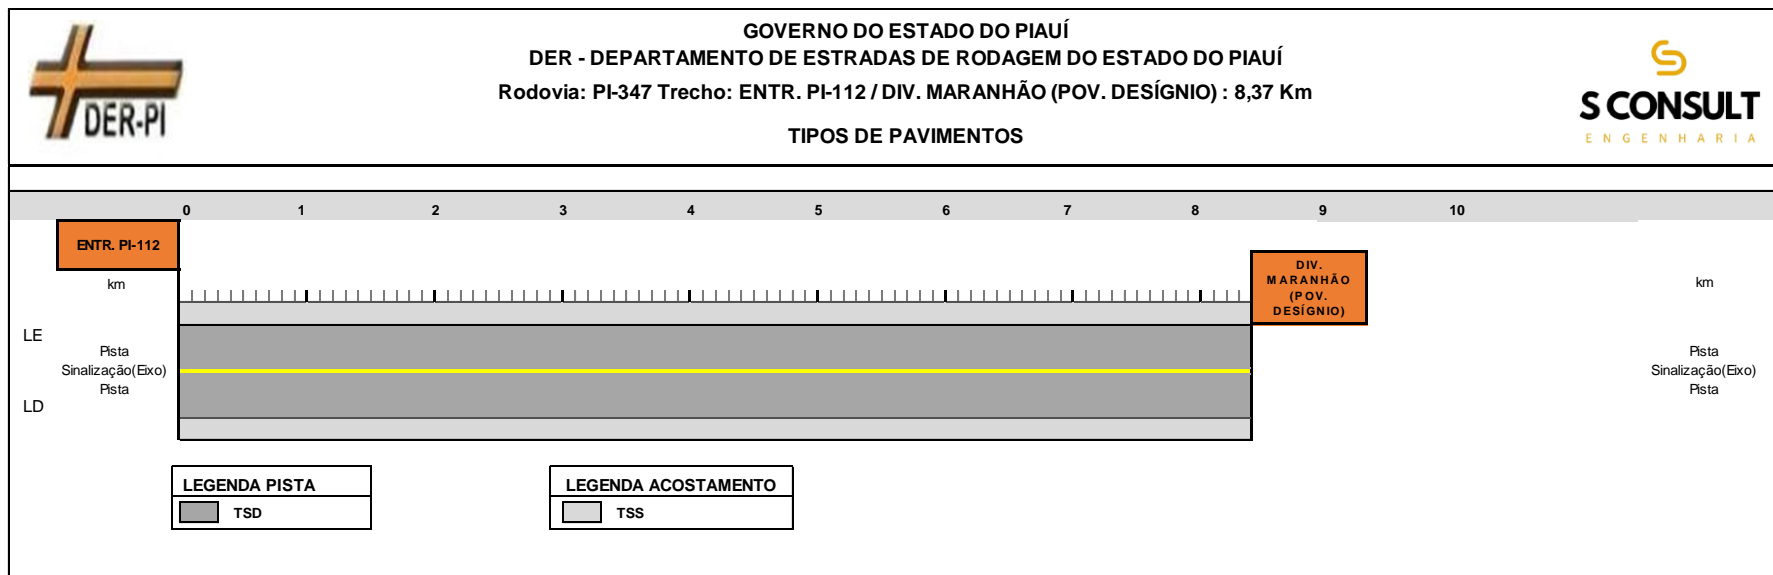 GOVERNO DO ESTADO DO PIAUÍ
DER - DEPARTAMENTO DE ESTRADAS DE RODAGEM DO ESTADO DO PIAUÍ
Rodovia: PI-347 Trecho: ENTR. PI-112 / DIV. MARANHÃO (POV. DESÍGNIO) : 8,37 Km
TIPOS DE PAVIMENTOS
DER-PI
S CONSULT
ENGENHARIA
0 1 2 3 4 5 6 7 8 9 10
ENTR. PI-112
DIV.
MARANHÃO
(POV.
DESÍGNIO)
km
km
LE
Pista
Sinalização(Eixo)
Pista
LD
Pista
Sinalização(Eixo)
Pista
LEGENDA PISTA
TSD
LEGENDA ACOSTAMENTO
TSS